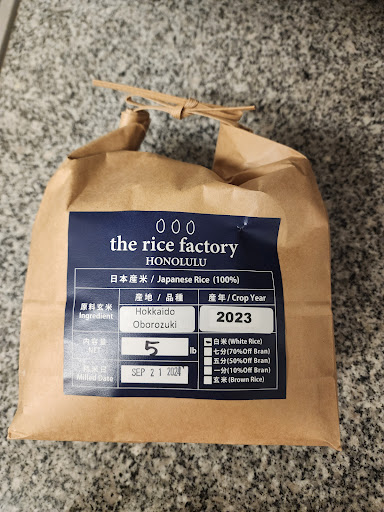 the rice factory
HONOLULU
日本産米 / Japanese Rice (100%)
原料玄米
Ingredient
産地 / 品種
産年 / Crop Year
Hokkaido
Oborozuki
2023
内容量
NET
5 lb
精米日
Milled Date
SEP 21 2024
白米 (White Rice)
七分 (70%Off Bran)
五分 (50%Off Bran)
一分 (10%Off Bran)
玄米 (Brown Rice)